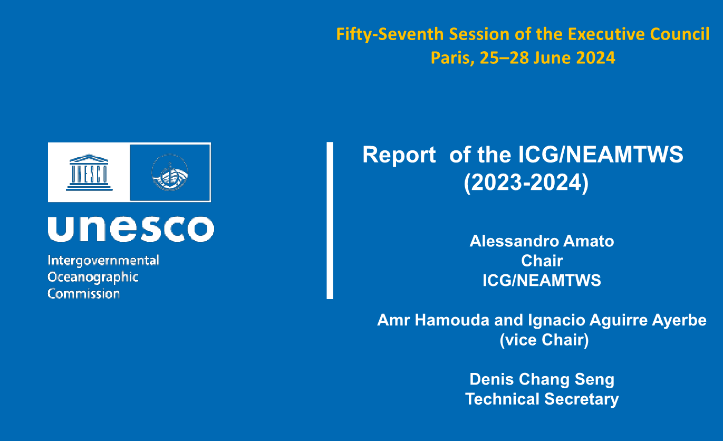 Fifty-Seventh Session of the Executive Council
Paris, 25–28 June 2024
UNESCO
unesco
Intergovernmental
Oceanographic
Commission
Report of the ICG/NEAMTWS
(2023-2024)
Alessandro Amato
Chair
ICG/NEAMTWS
Amr Hamouda and Ignacio Aguirre Ayerbe
(vice Chair)
Denis Chang Seng
Technical Secretary